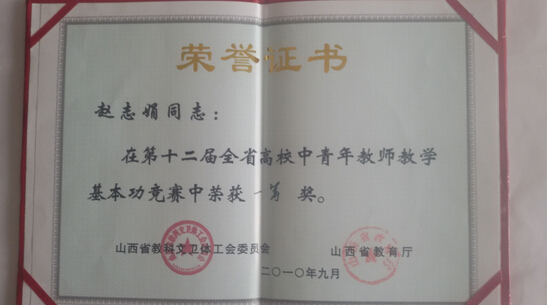 荣誉证书
赵志娟同志：
在第十二届全省高校中青年教师教学
基本功竞赛中荣获一等奖。
山西省教科文卫体工会委员会 山西省教育厅
二〇一〇年九月